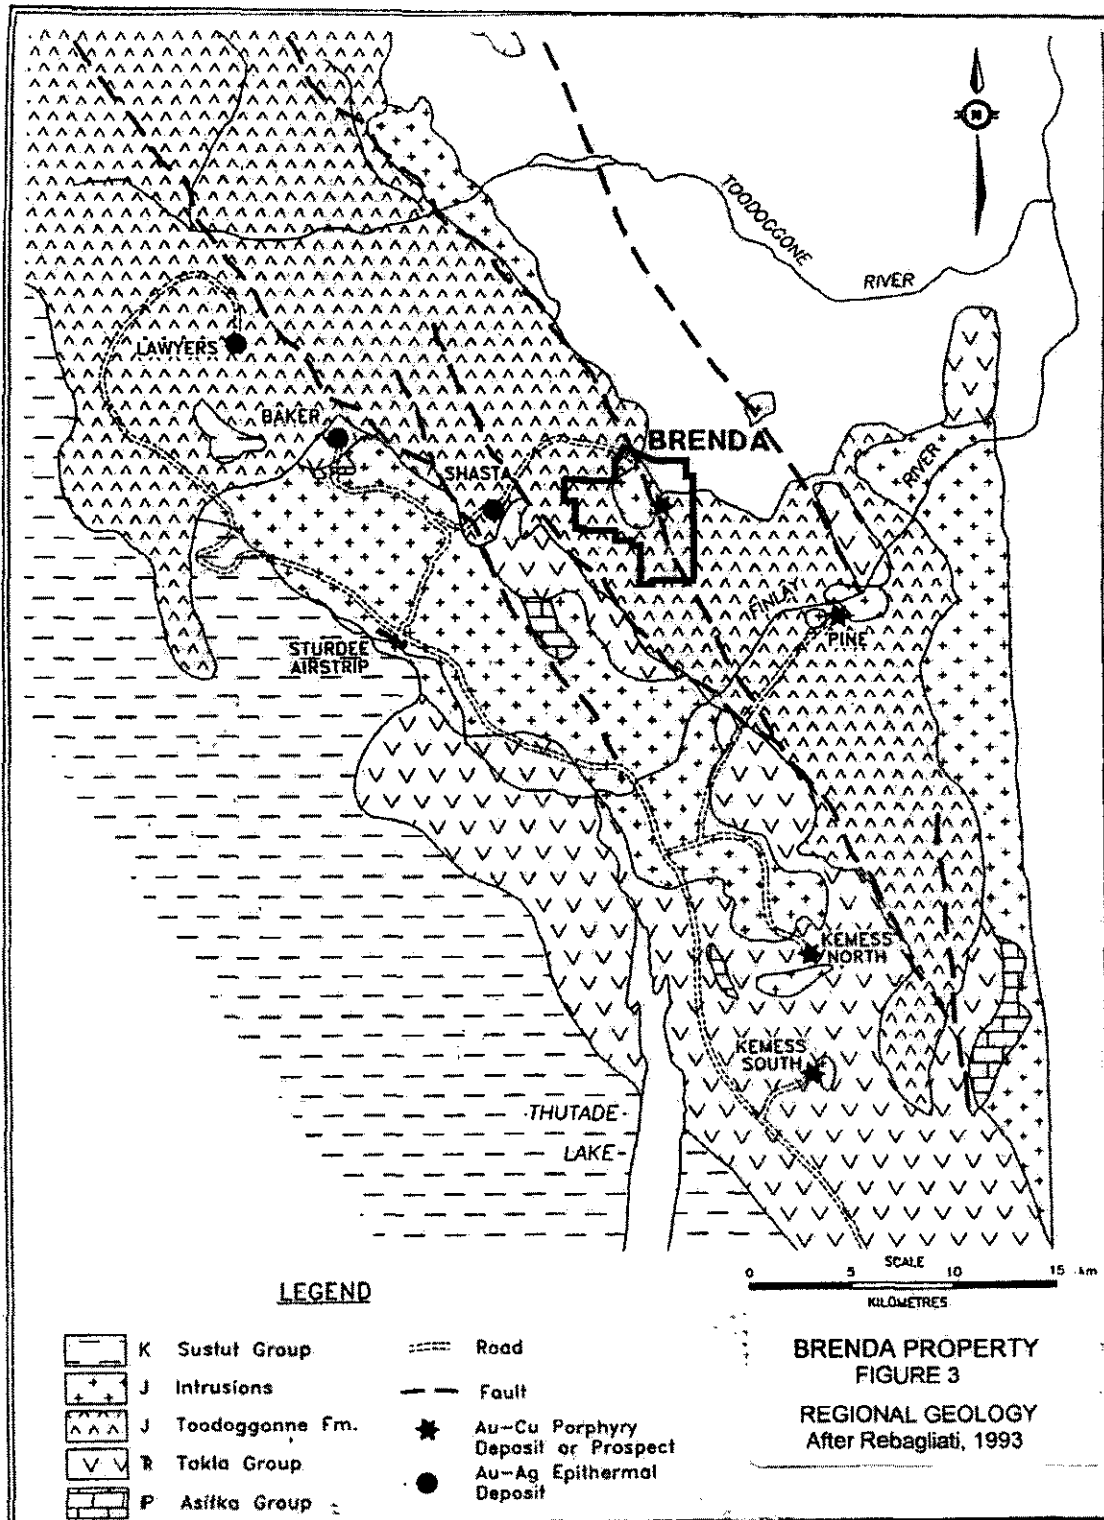 N
TOODOGGONE
RIVER
LAWYERS
BAKER
SHASTA
BRENDA
RIVER
FINLAY
PINE
STURDEE
AIRSTRIP
KEMESS
NORTH
KEMESS
SOUTH
THUTADE
LAKE
SCALE
0 5 10 15 km
KILOMETRES
LEGEND
K Sustut Group
J Intrusions
J Toodoggone Fm.
TR Takla Group
P Asitka Group
Road
Fault
Au-Cu Porphyry
Deposit or Prospect
Au-Ag Epithermal
Deposit
BRENDA PROPERTY
FIGURE 3
REGIONAL GEOLOGY
After Rebagliati, 1993